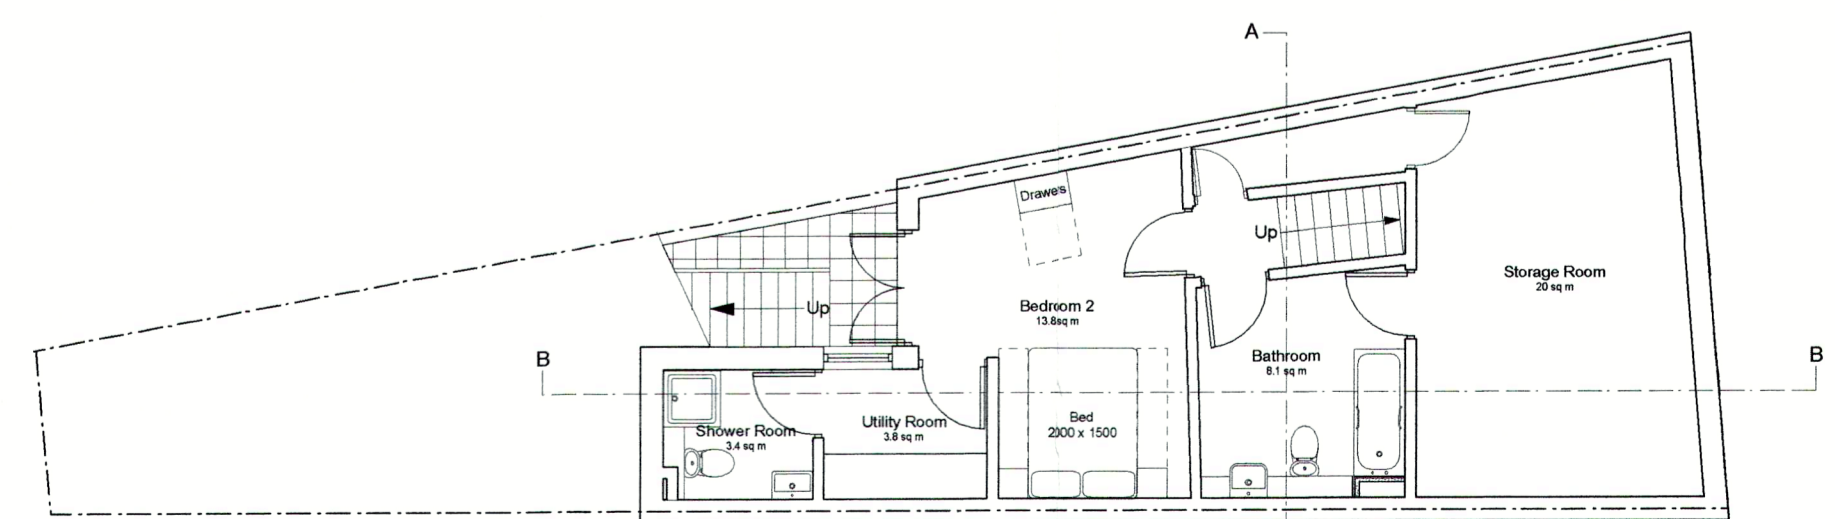 A
Drawers
Up
Up
Storage Room
20 sq m
Bedroom 2
13.8sq m
B
B
Bathroom
8.1 sq m
Shower Room
3.4 sq m
Utility Room
3.8 sq m
Bed
2000 x 1500